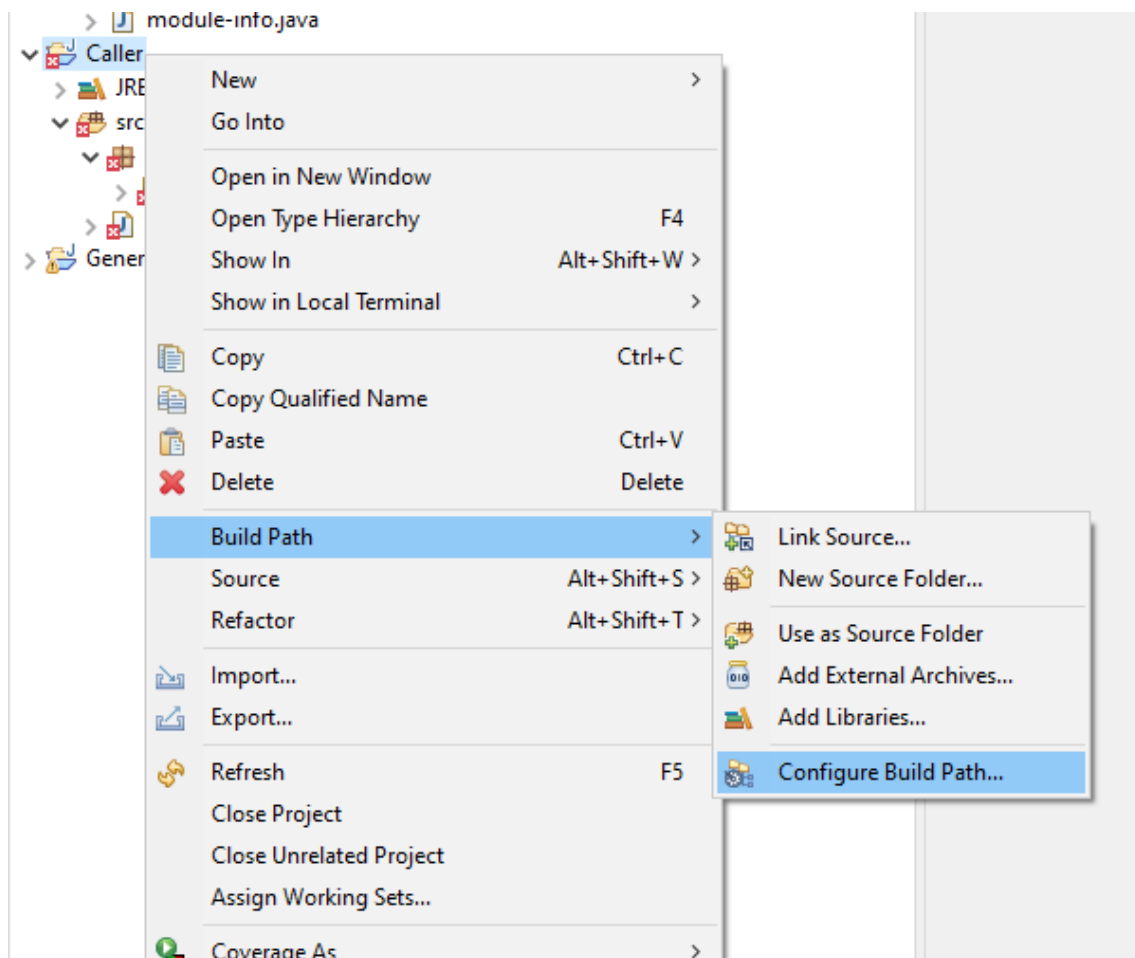 module-info.java
Caller
JRE
src
Gener
New
Go Into
Open in New Window
Open Type Hierarchy F4
Show In Alt+Shift+W
Show in Local Terminal
Copy Ctrl+C
Copy Qualified Name
Paste Ctrl+V
Delete Delete
Build Path
Source Alt+Shift+S
Refactor Alt+Shift+T
Import...
Export...
Refresh F5
Close Project
Close Unrelated Project
Assign Working Sets...
Coverage As
Link Source...
New Source Folder...
Use as Source Folder
Add External Archives...
Add Libraries...
Configure Build Path...